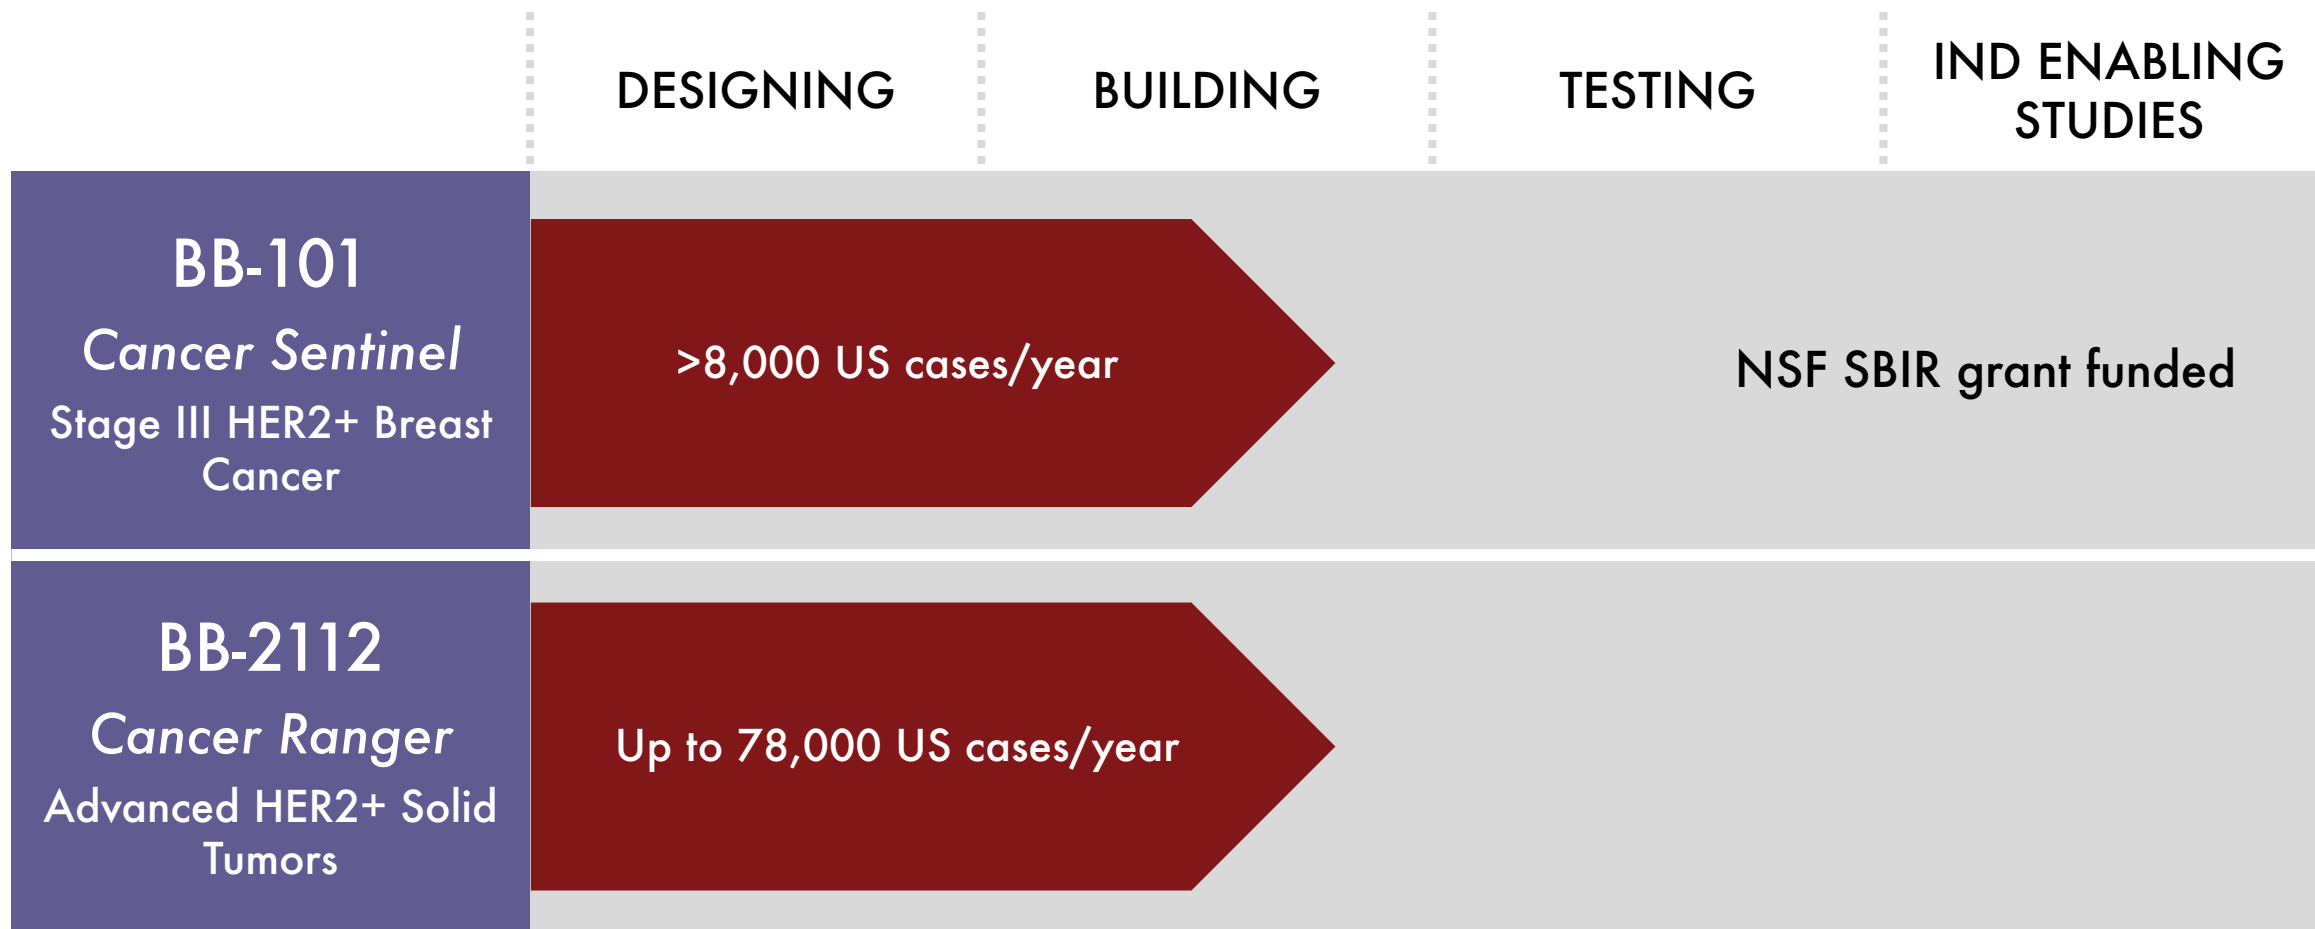 DESIGNING
BUILDING
TESTING
IND ENABLING
STUDIES
BB-101
Cancer Sentinel
Stage III HER2+ Breast
Cancer
>8,000 US cases/year
NSF SBIR grant funded
BB-2112
Cancer Ranger
Advanced HER2+ Solid
Tumors
Up to 78,000 US cases/year